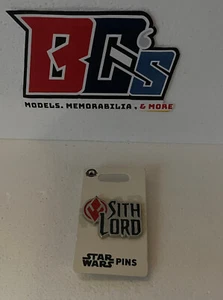 BC's
MODELS, MEMORABILIA, & MORE
SITH
LORD
STAR
WARS PINS